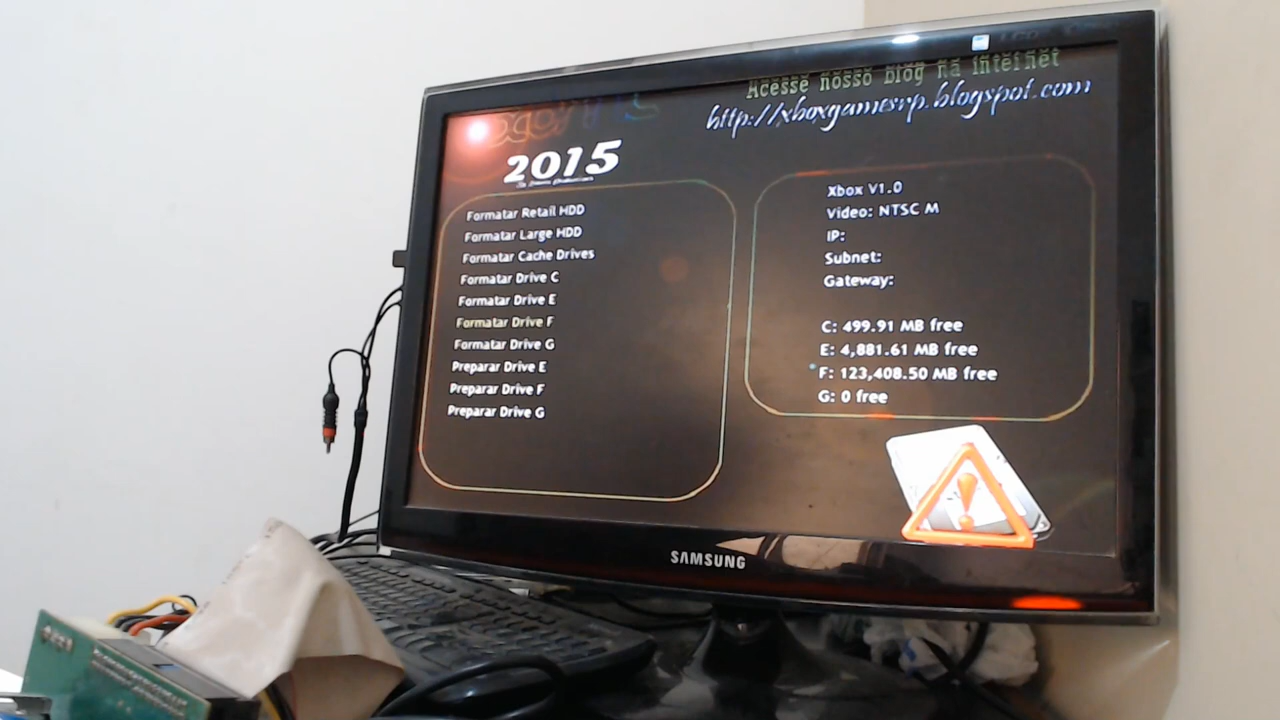 Acesse nosso blog na internet
http://xboxgamesrp.blogspot.com
2015
Formatar Retail HDD
Formatar Large HDD
Formatar Cache Drives
Formatar Drive C
Formatar Drive E
Formatar Drive F
Formatar Drive G
Preparar Drive E
Preparar Drive F
Preparar Drive G
Xbox V1.0
Video: NTSC M
IP:
Subnet:
Gateway:
C: 499.91 MB free
E: 4,881.61 MB free
F: 123,408.50 MB free
G: 0 free
SAMSUNG